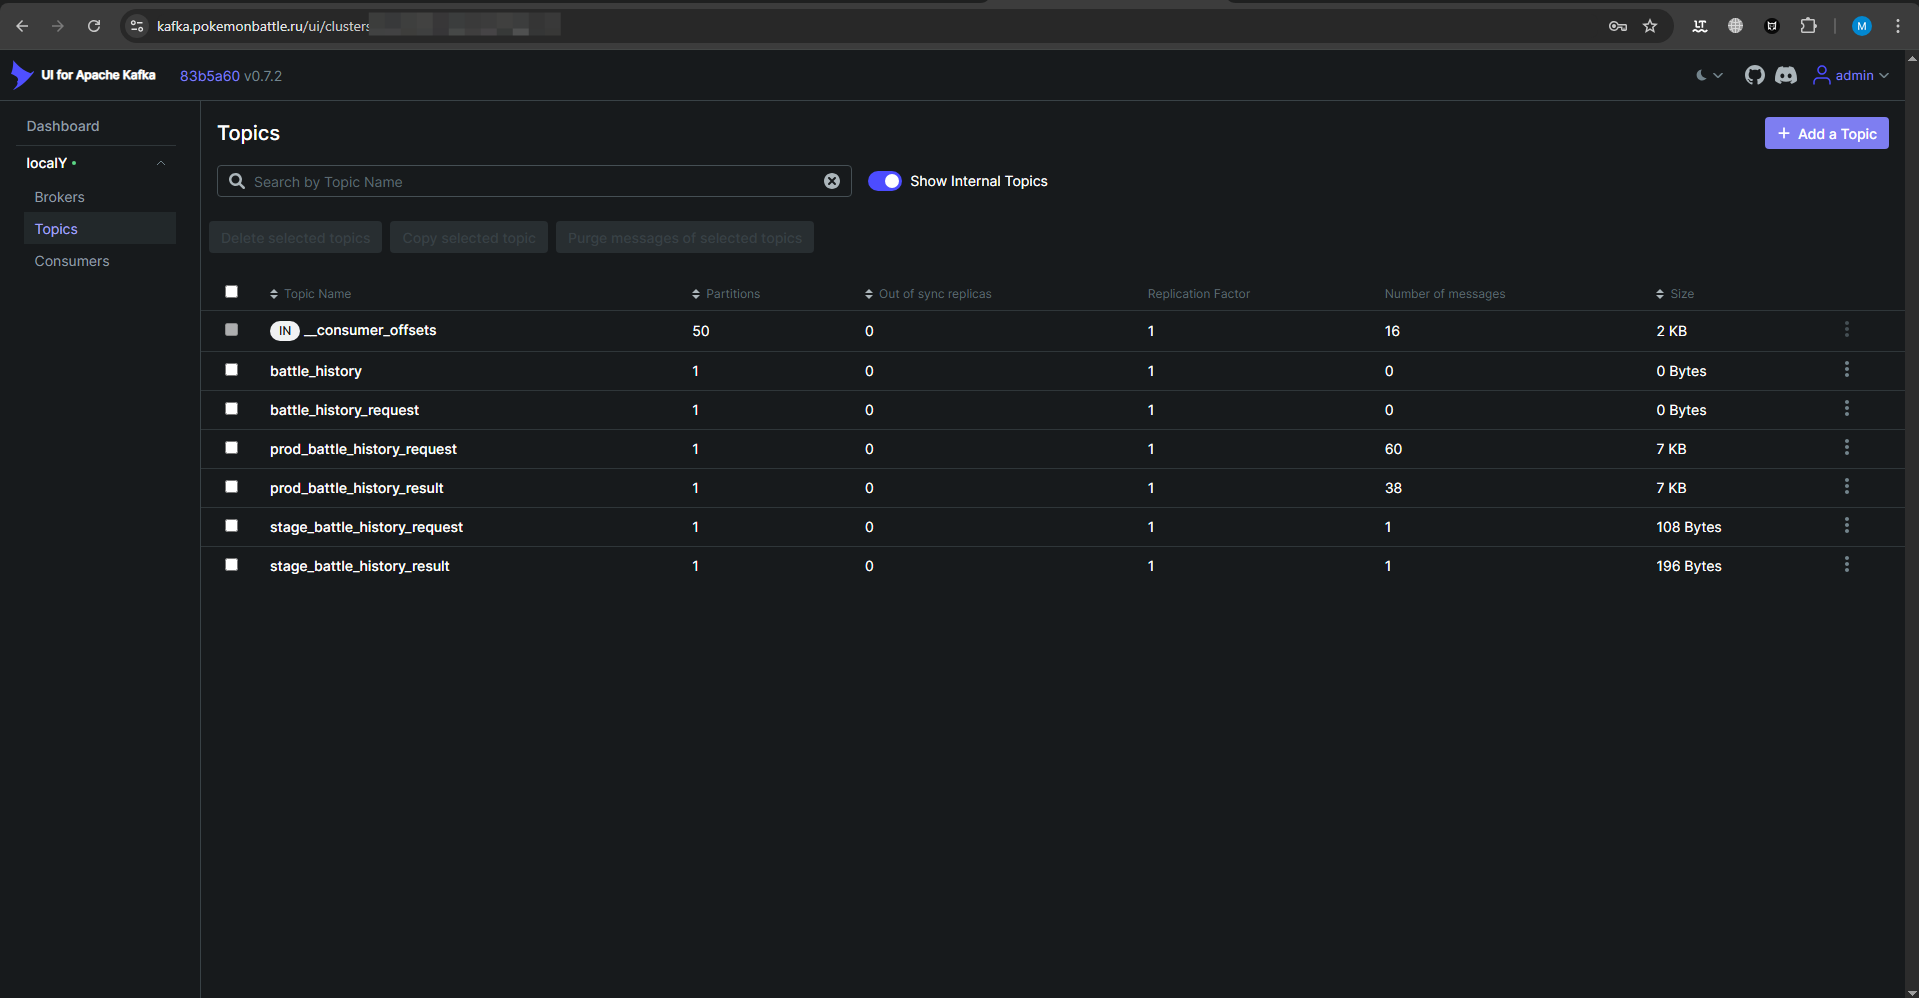 kafka.pokemonbattle.ru/ui/clusters
M
UI for Apache Kafka 83b5a60 v0.7.2
admin
Dashboard
localY
Brokers
Topics
Consumers
Topics
Add a Topic
Search by Topic Name
Show Internal Topics
Delete selected topics Copy selected topic Purge messages of selected topics
Topic Name Partitions Out of sync replicas Replication Factor Number of messages Size
IN __consumer_offsets 50 0 1 16 2 KB
battle_history 1 0 1 0 0 Bytes
battle_history_request 1 0 1 0 0 Bytes
prod_battle_history_request 1 0 1 60 7 KB
prod_battle_history_result 1 0 1 38 7 KB
stage_battle_history_request 1 0 1 1 108 Bytes
stage_battle_history_result 1 0 1 1 196 Bytes